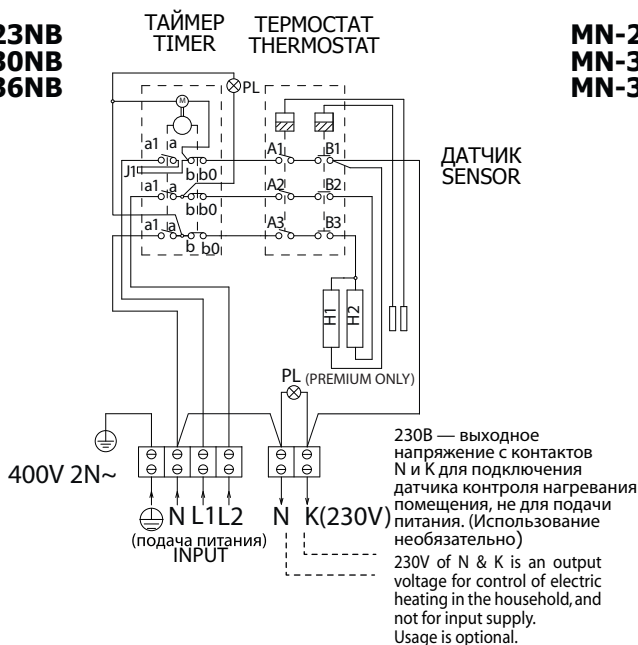 23NB
30NB
36NB
ТАЙМЕР
TIMER
ТЕРМОСТАТ
THERMOSTAT
MN-2
MN-3
MN-3
PL
M
a1 a
J1
b b0
A1 B1
a1 a
b b0
A2 B2
a1 a
b b0
A3 B3
ДАТЧИК
SENSOR
H1
H2
PL (PREMIUM ONLY)
400V 2N~
N L1 L2
(подача питания)
INPUT
N K(230V)
230В — выходное
напряжение с контактов
N и K для подключения
датчика контроля нагревания
помещения, не для подачи
питания. (Использование
необязательно)
230V of N & K is an output
voltage for control of electric
heating in the household, and
not for input supply.
Usage is optional.